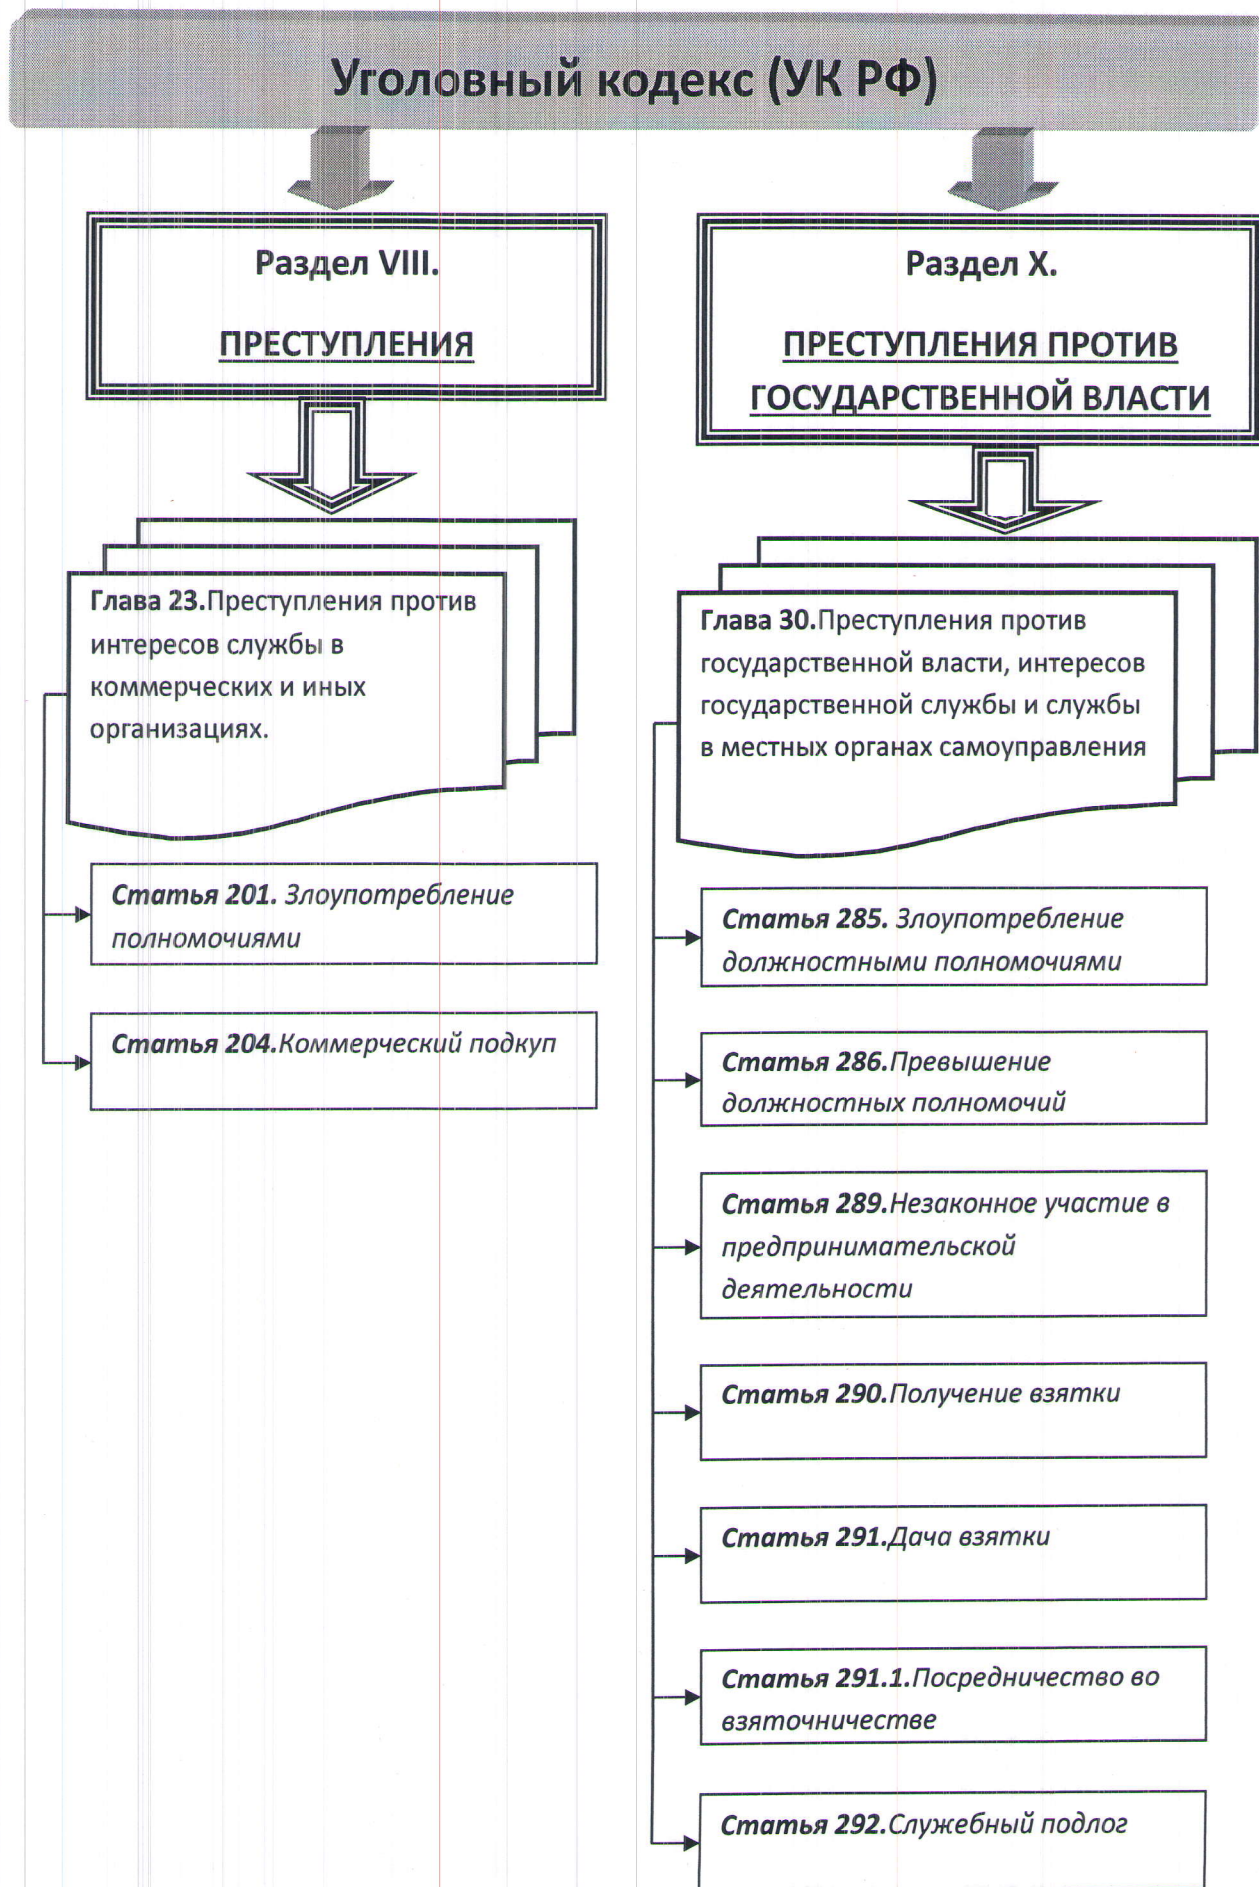 Уголовный кодекс (УК РФ)
Раздел VIII.
ПРЕСТУПЛЕНИЯ
Глава 23.Преступления против
интересов службы в
коммерческих и иных
организациях.
Статья 201. Злоупотребление
полномочиями
Статья 204.Коммерческий подкуп
Раздел X.
ПРЕСТУПЛЕНИЯ ПРОТИВ
ГОСУДАРСТВЕННОЙ ВЛАСТИ
Глава 30.Преступления против
государственной власти, интересов
государственной службы и службы
в местных органах самоуправления
Статья 285. Злоупотребление
должностными полномочиями
Статья 286.Превышение
должностных полномочий
Статья 289.Незаконное участие в
предпринимательской
деятельности
Статья 290.Получение взятки
Статья 291.Дача взятки
Статья 291.1.Посредничество во
взяточничестве
Статья 292.Служебный подлог